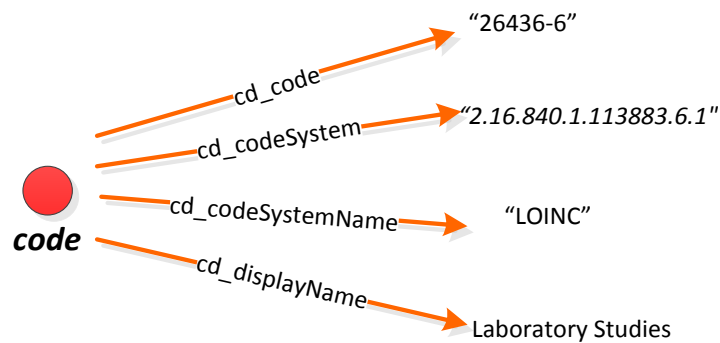 “26436-6”
cd_code
“2.16.840.1.113883.6.1"
cd_codeSystem
cd_codeSystemName
“LOINC”
code
cd_displayName
Laboratory Studies